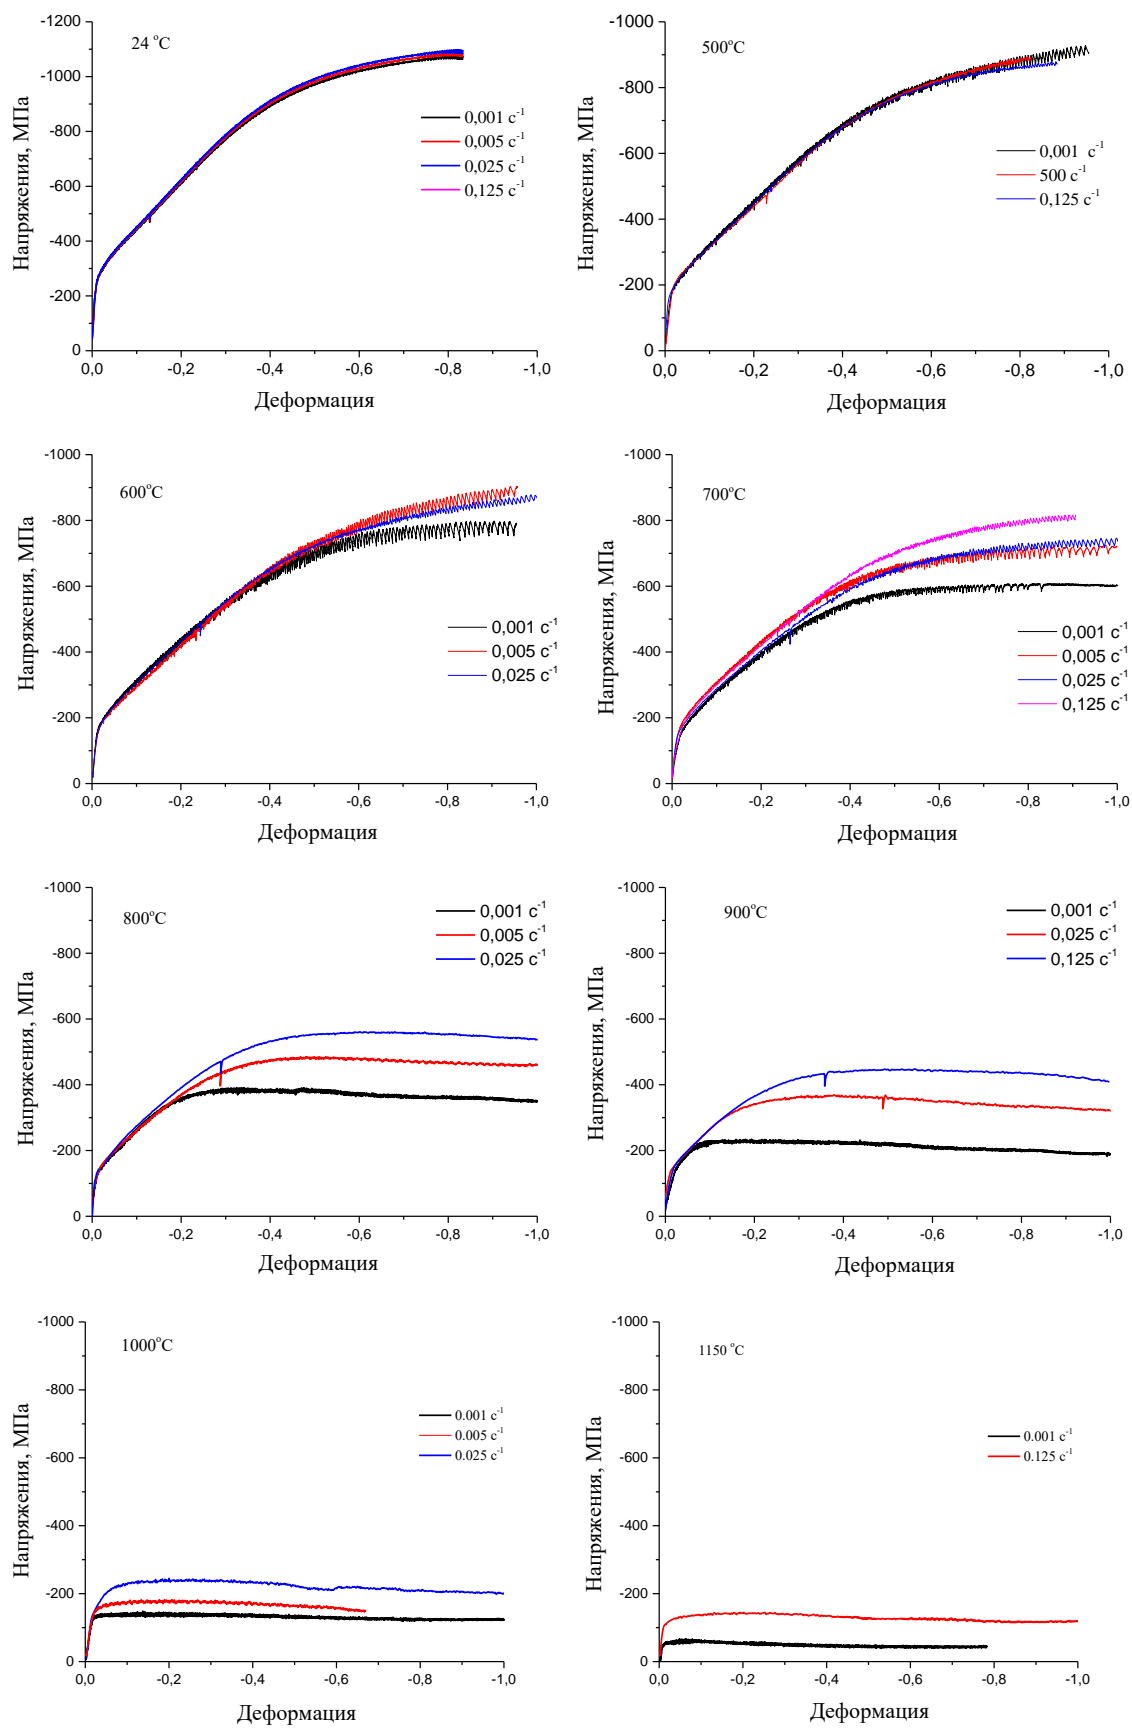 -1200
-1000
-800
-600
-400
-200
0
Напряжения, МПа
24 °C
0,001 c⁻¹
0,005 c⁻¹
0,025 c⁻¹
0,125 c⁻¹
0,0 -0,2 -0,4 -0,6 -0,8 -1,0
Деформация
-1000
-800
-600
-400
-200
0
Напряжения, МПа
500°C
0,001 c⁻¹
500 c⁻¹
0,125 c⁻¹
0,0 -0,2 -0,4 -0,6 -0,8 -1,0
Деформация
-1000
-800
-600
-400
-200
0
Напряжения, МПа
600°C
0,001 c⁻¹
0,005 c⁻¹
0,025 c⁻¹
0,0 -0,2 -0,4 -0,6 -0,8 -1,0
Деформация
-1000
-800
-600
-400
-200
0
Напряжения, МПа
700°C
0,001 c⁻¹
0,005 c⁻¹
0,025 c⁻¹
0,125 c⁻¹
0,0 -0,2 -0,4 -0,6 -0,8 -1,0
Деформация
-1000
-800
-600
-400
-200
0
Напряжения, МПа
800°C
0,001 c⁻¹
0,005 c⁻¹
0,025 c⁻¹
0,0 -0,2 -0,4 -0,6 -0,8 -1,0
Деформация
-1000
-800
-600
-400
-200
0
Напряжения, МПа
900°C
0,001 c⁻¹
0,025 c⁻¹
0,125 c⁻¹
0,0 -0,2 -0,4 -0,6 -0,8 -1,0
Деформация
-1000
-800
-600
-400
-200
0
Напряжения, МПа
1000°C
0.001 c⁻¹
0.005 c⁻¹
0.025 c⁻¹
0,0 -0,2 -0,4 -0,6 -0,8 -1,0
Деформация
-1000
-800
-600
-400
-200
0
Напряжения, МПа
1150 °C
0.001 c⁻¹
0.125 c⁻¹
0,0 -0,2 -0,4 -0,6 -0,8 -1,0
Деформация